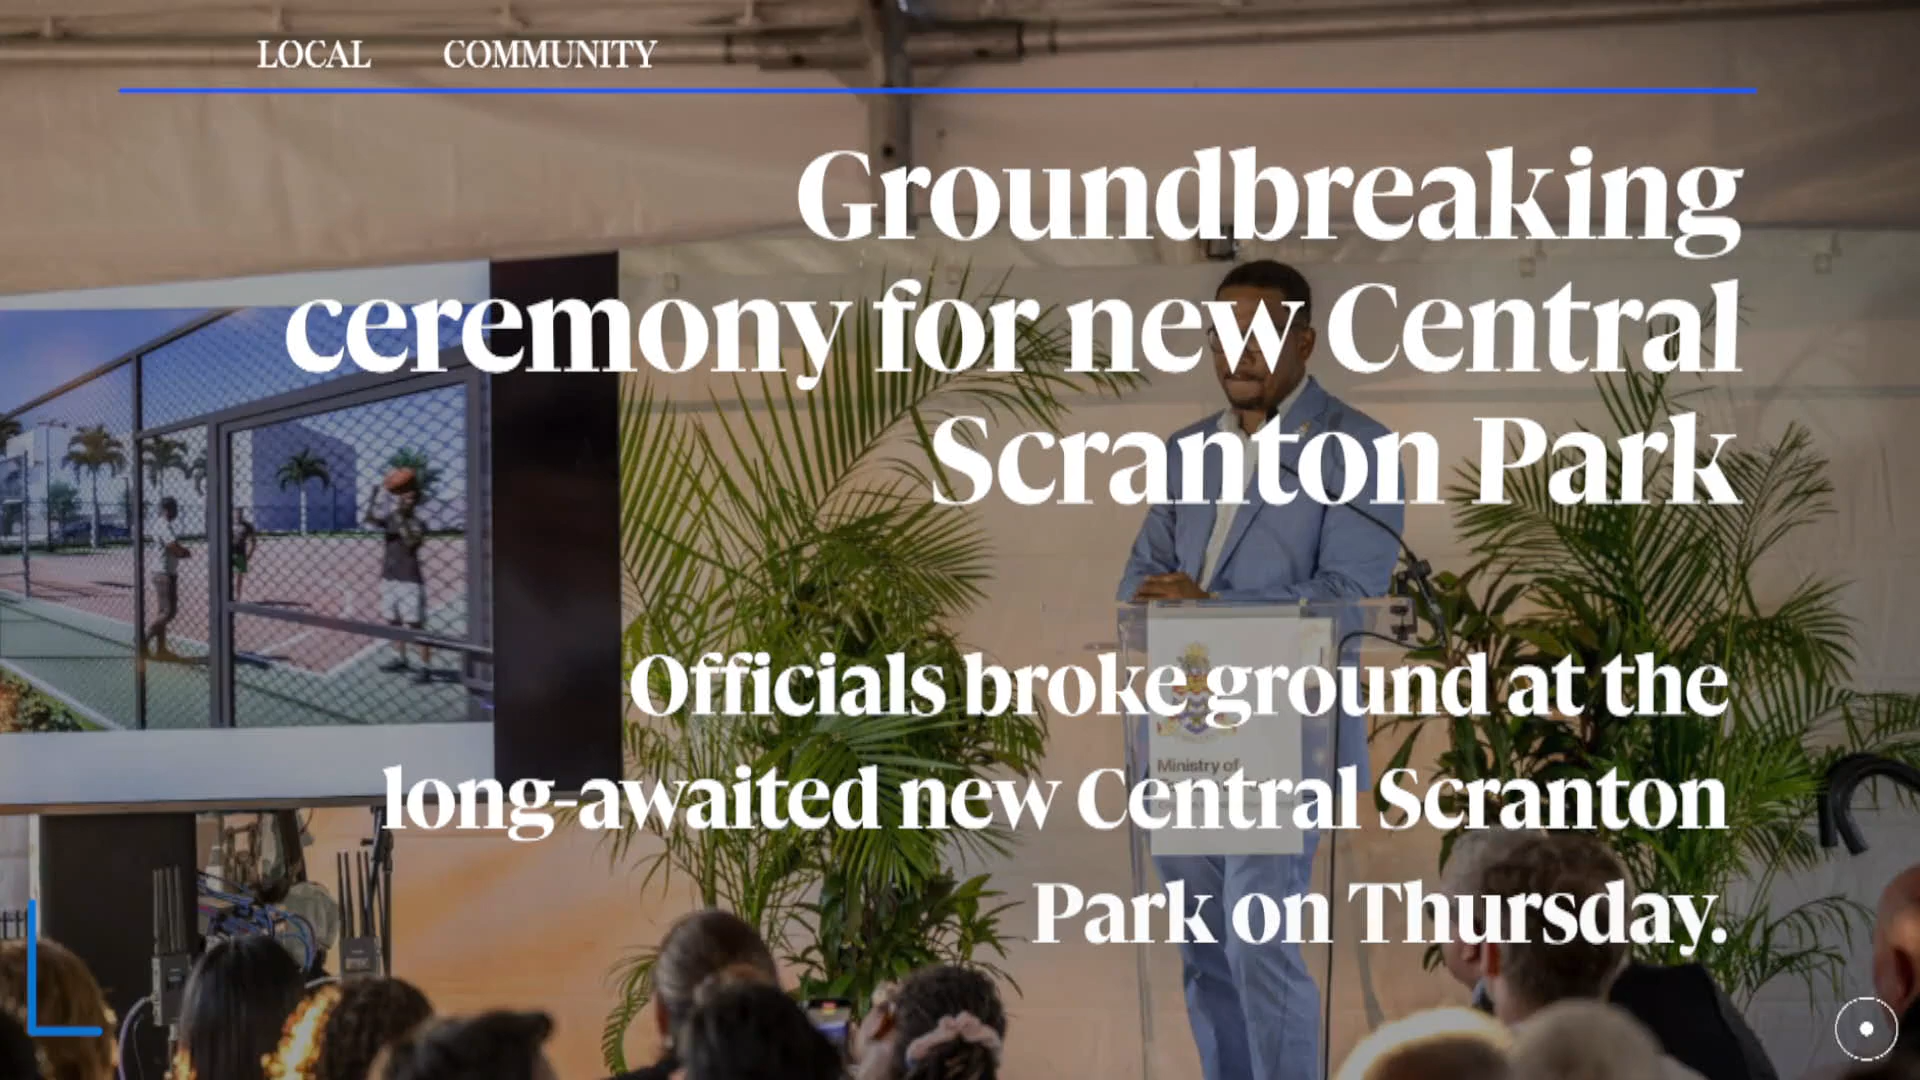 LOCAL COMMUNITY
Groundbreaking
ceremony for new Central
Scranton Park
Officials broke ground at the
long-awaited new Central Scranton
Park on Thursday.
Ministry of